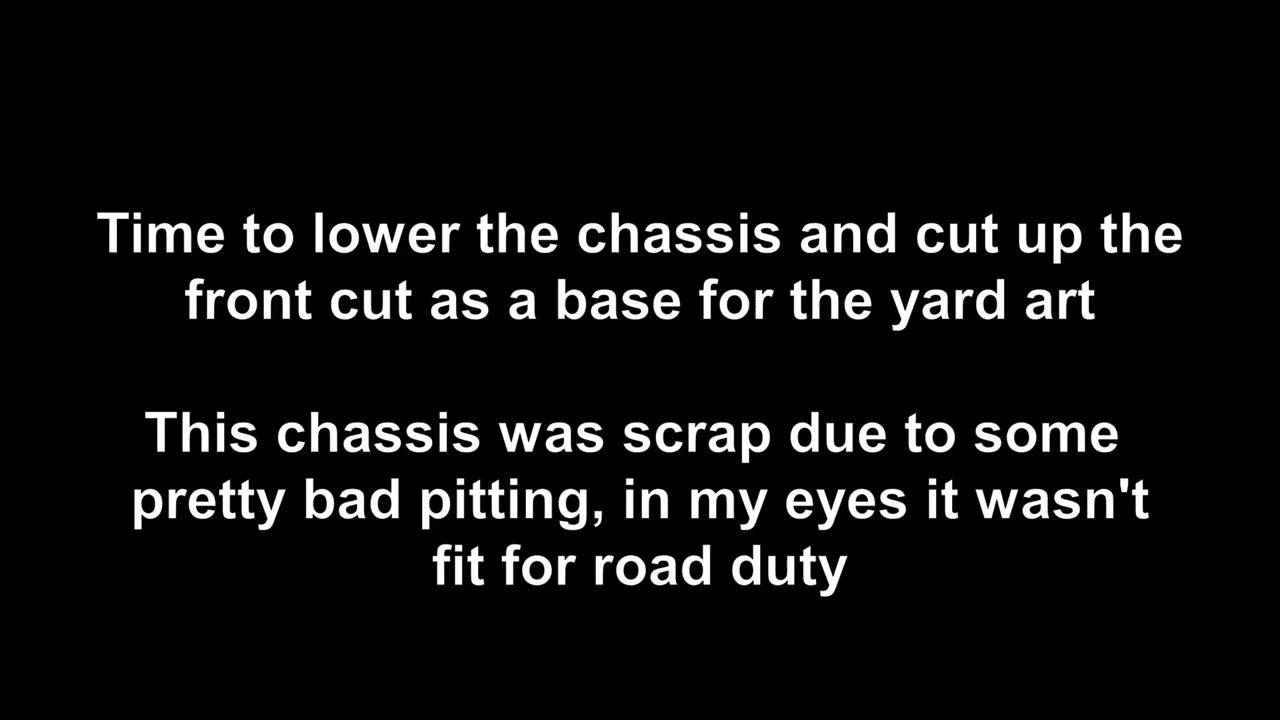 Time to lower the chassis and cut up the
front cut as a base for the yard art
This chassis was scrap due to some
pretty bad pitting, in my eyes it wasn't
fit for road duty